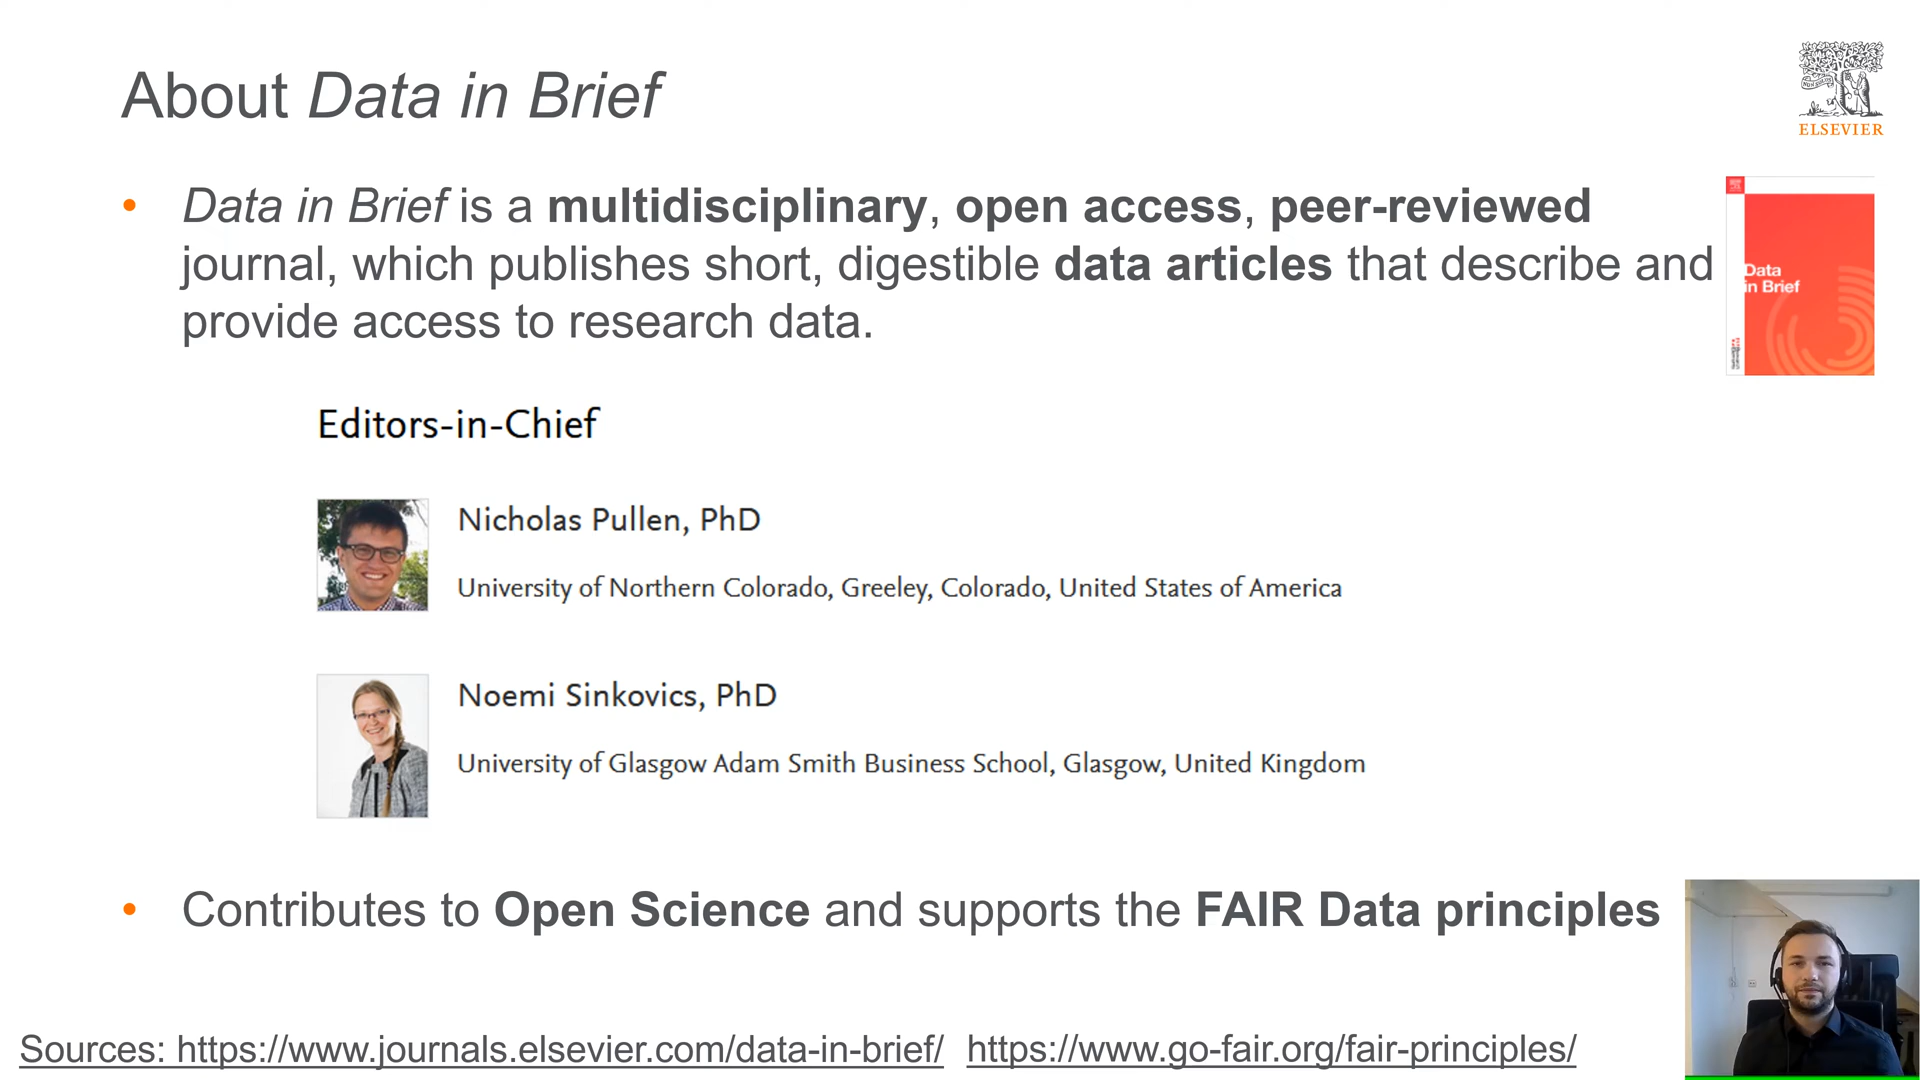 About Data in Brief
ELSEVIER
• Data in Brief is a multidisciplinary, open access, peer-reviewed
journal, which publishes short, digestible data articles that describe and
provide access to research data.
Data
in Brief
Editors-in-Chief
Nicholas Pullen, PhD
University of Northern Colorado, Greeley, Colorado, United States of America
Noemi Sinkovics, PhD
University of Glasgow Adam Smith Business School, Glasgow, United Kingdom
• Contributes to Open Science and supports the FAIR Data principles
Sources: https://www.journals.elsevier.com/data-in-brief/ https://www.go-fair.org/fair-principles/